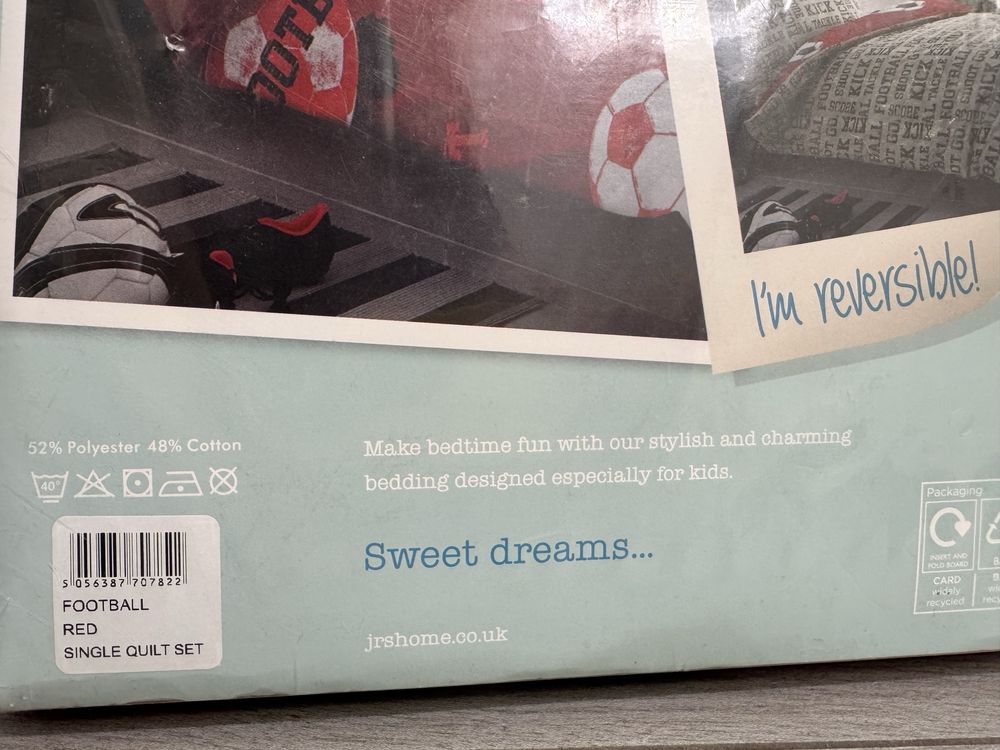 FOOTB
OOTB
I'm reversible!
52% Polyester 48% Cotton
40°
Make bedtime fun with our stylish and charming
bedding designed especially for kids.
Sweet dreams...
jrshome.co.uk
5 056387 707822
FOOTBALL
RED
SINGLE QUILT SET
Packaging
INSERT AND
FOLD BOARD
CARD
widely
recycled